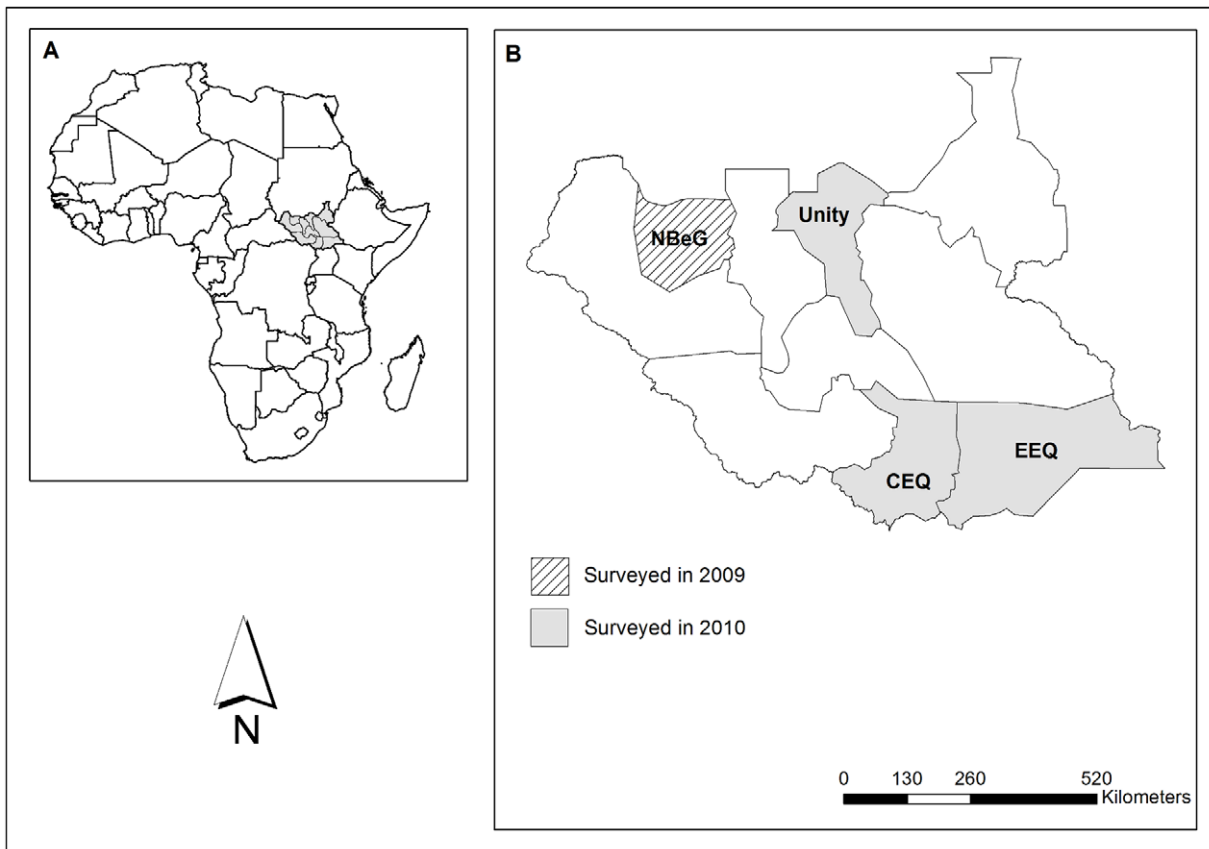 A
B
Unity
NBeG
EEQ
CEQ
Surveyed in 2009
Surveyed in 2010
N
0 130 260 520
Kilometers